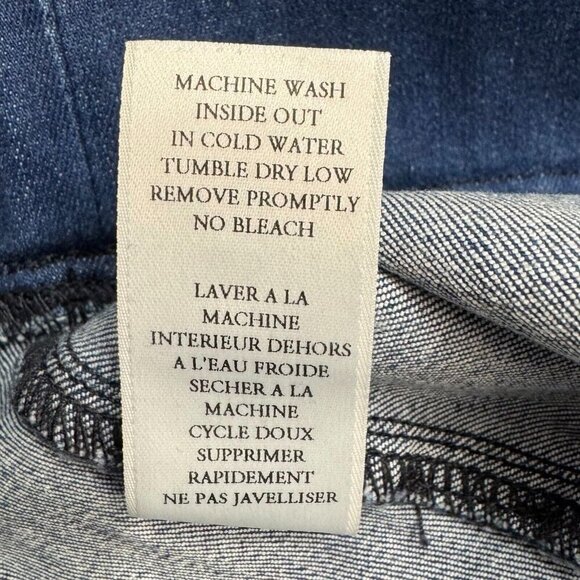 MACHINE WASH
INSIDE OUT
IN COLD WATER
TUMBLE DRY LOW
REMOVE PROMPTLY
NO BLEACH
LAVER A LA
MACHINE
INTERIEUR DEHORS
A L'EAU FROIDE
SECHER A LA
MACHINE
CYCLE DOUX
SUPPRIMER
RAPIDEMENT
NE PAS JAVELLISER